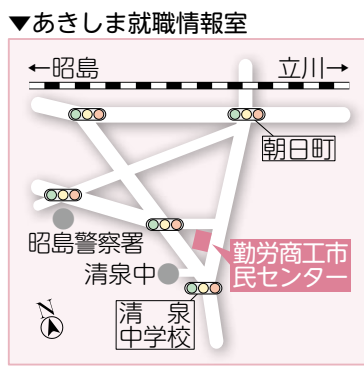 ▼あきしま就職情報室
←昭島
立川→
朝日町
昭島警察署
勤労商工市
民センター
清泉中
清泉
中学校
N